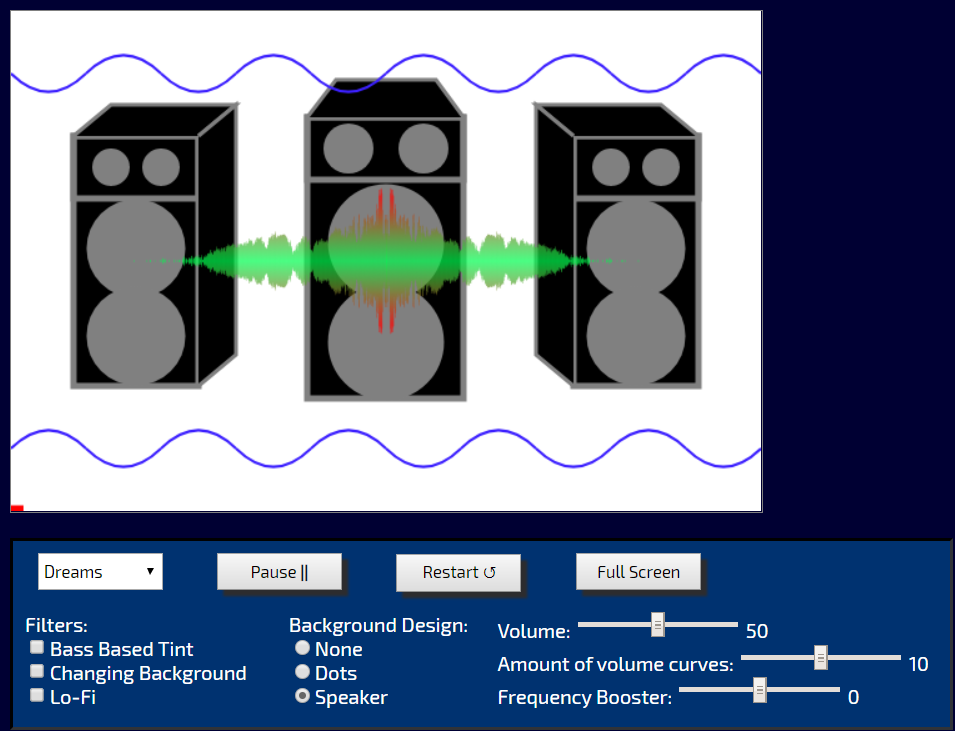 Dreams
Pause ||
Restart ↺
Full Screen
Filters:
Bass Based Tint
Changing Background
Lo-Fi
Background Design:
None
Dots
Speaker
Volume: 50
Amount of volume curves: 10
Frequency Booster: 0